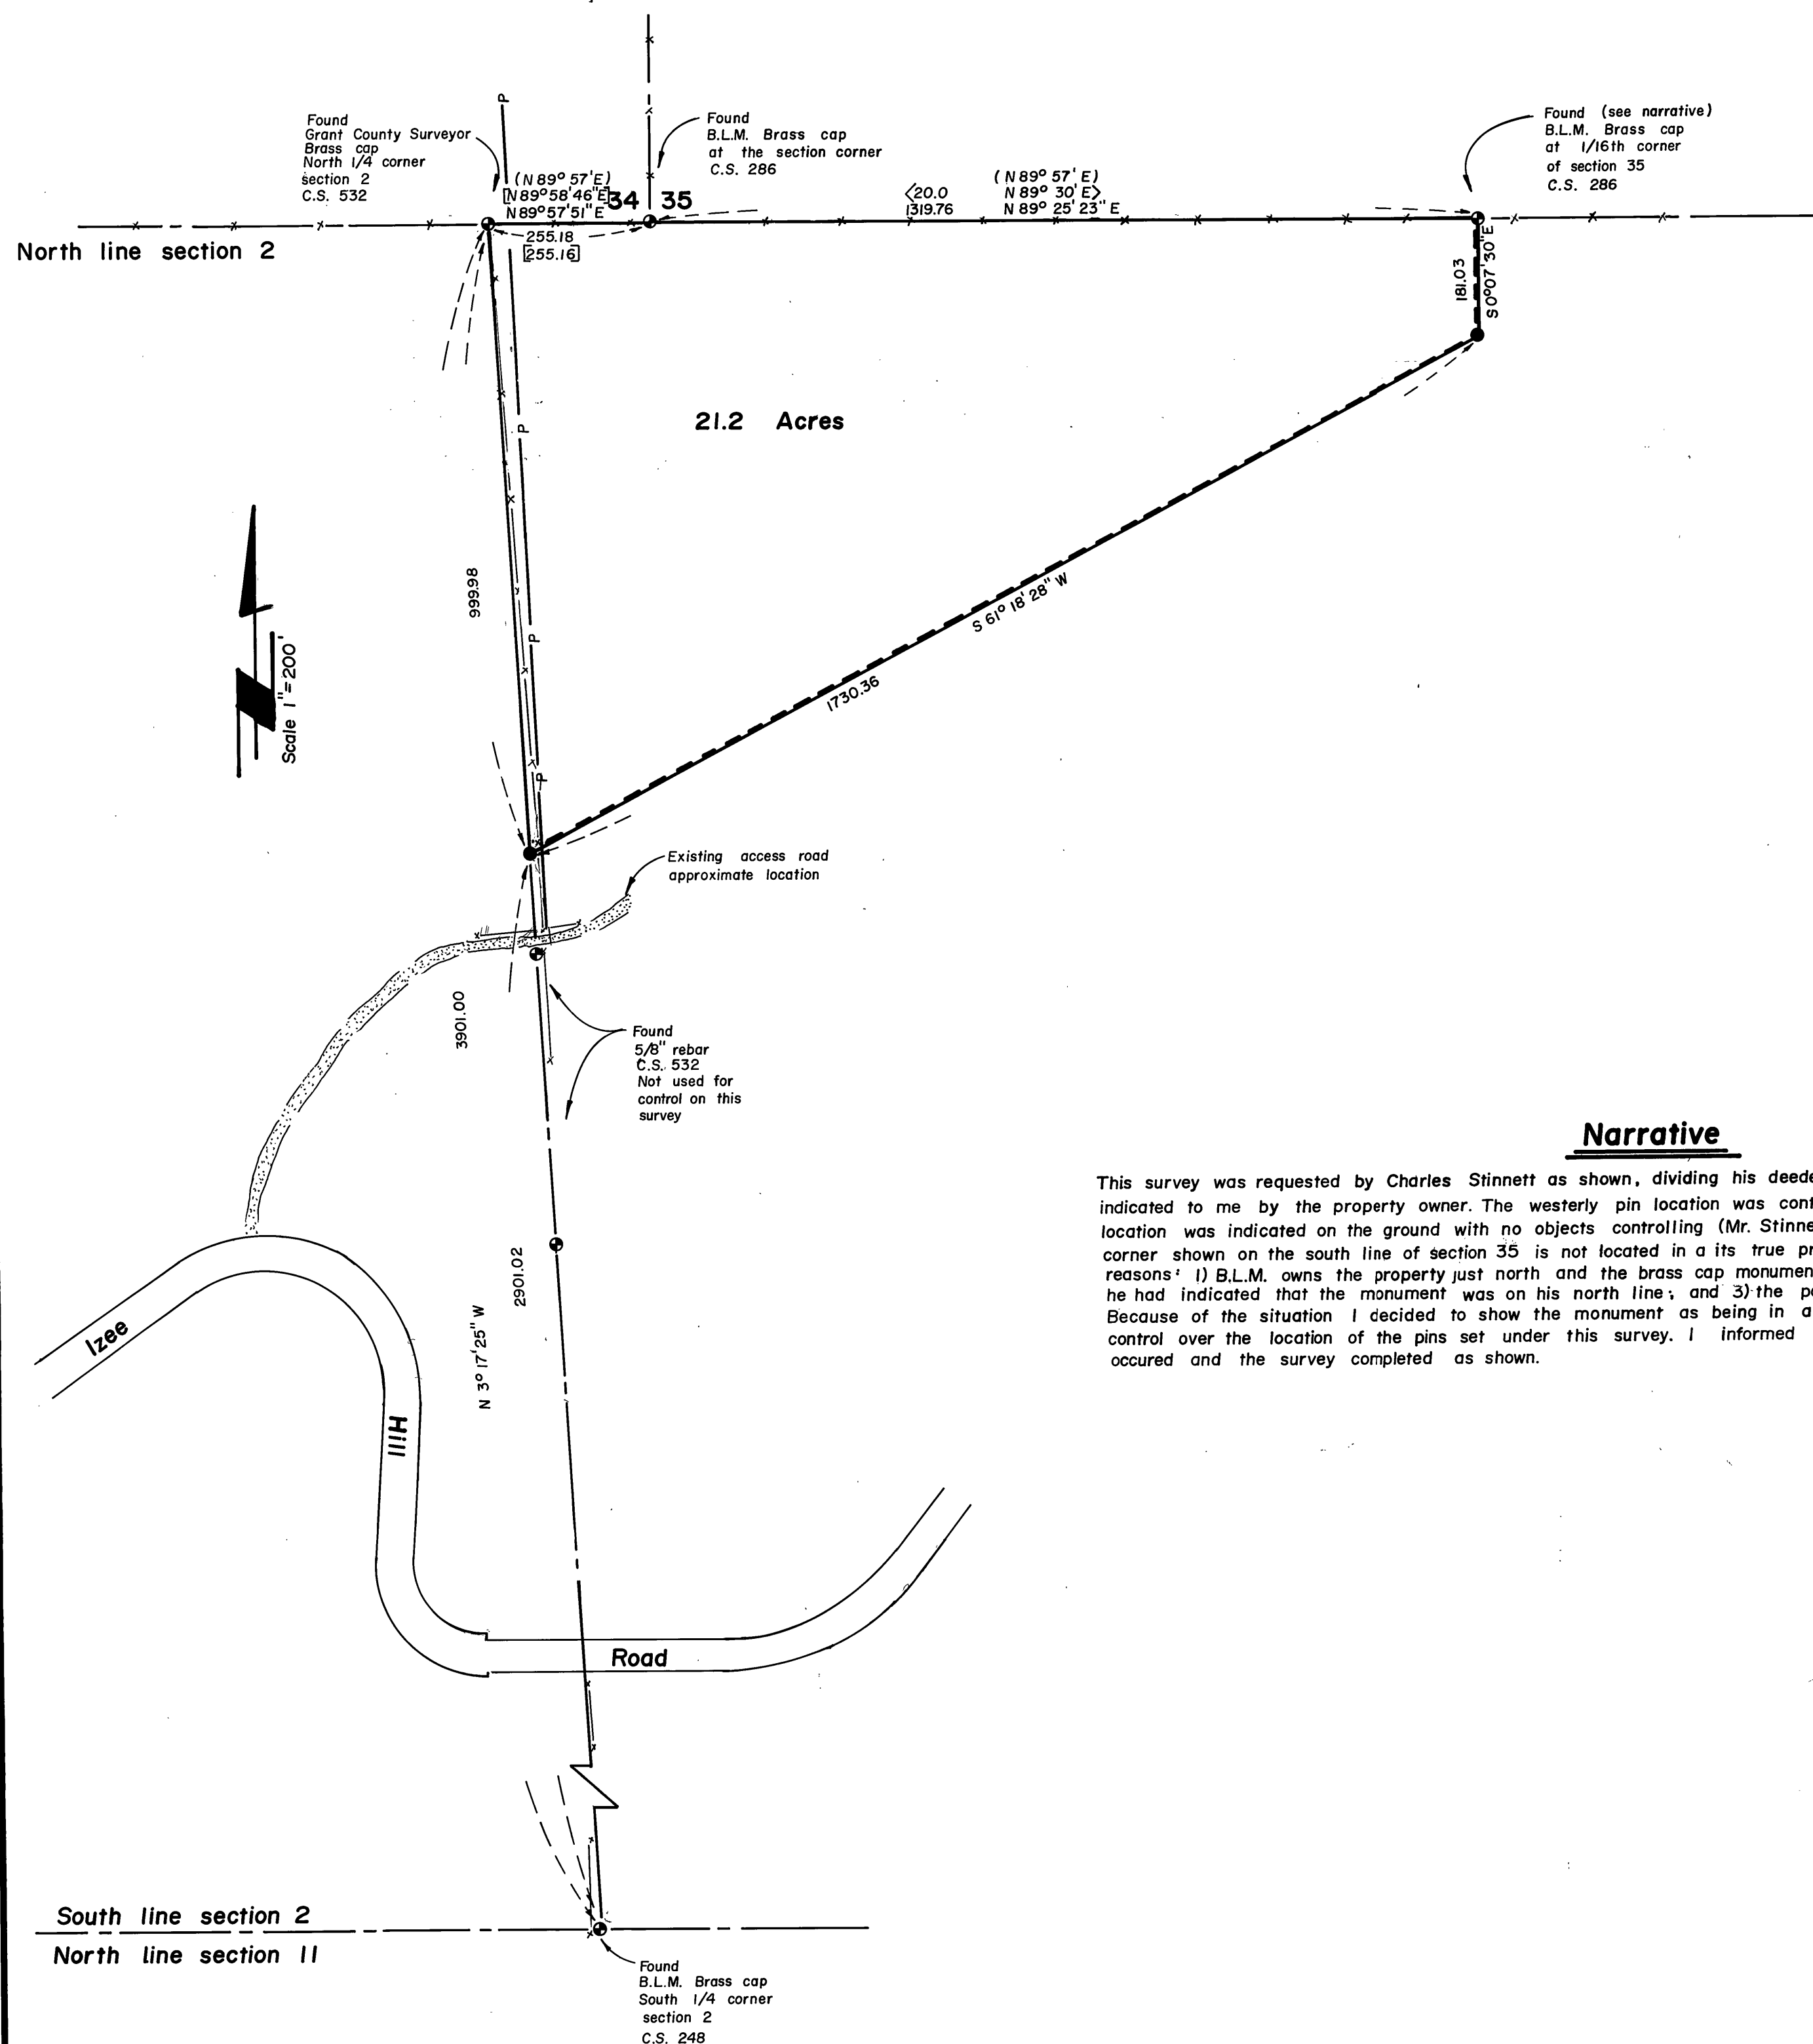 Found
Grant County Surveyor
Brass cap
North 1/4 corner
section 2
C.S. 532
P
Found
B.L.M. Brass cap
at the section corner
C.S. 286
Found (see narrative)
B.L.M. Brass cap
at 1/16th corner
of section 35
C.S. 286
(N 89° 57' E)
[N 89° 58' 46" E]
N 89° 57' 51" E
34 35
255.18
[255.16]
(N 89° 57' E)
<20.0 N 89° 30' E>
1319.76 N 89° 25' 23" E
North line section 2
181.03
S 0° 07' 30" E
21.2 Acres
P
999.98
P
P
Scale 1" = 200'
S 61° 18' 28" W
1730.36
Existing access road
approximate location
3901.00
Found
5/8" rebar
C.S. 532
Not used for
control on this
survey
2901.02
N 3° 17' 25" W
Izee
Hill
Road
Narrative
This survey was requested by Charles Stinnett as shown, dividing his deede
indicated to me by the property owner. The westerly pin location was cont
location was indicated on the ground with no objects controlling (Mr. Stinne
corner shown on the south line of section 35 is not located in a its true pr
reasons: 1) B.L.M. owns the property just north and the brass cap monumen
he had indicated that the monument was on his north line; and 3) the p
Because of the situation I decided to show the monument as being in a
control over the location of the pins set under this survey. I informed
occured and the survey completed as shown.
South line section 2
North line section 11
Found
B.L.M. Brass cap
South 1/4 corner
section 2
C.S. 248